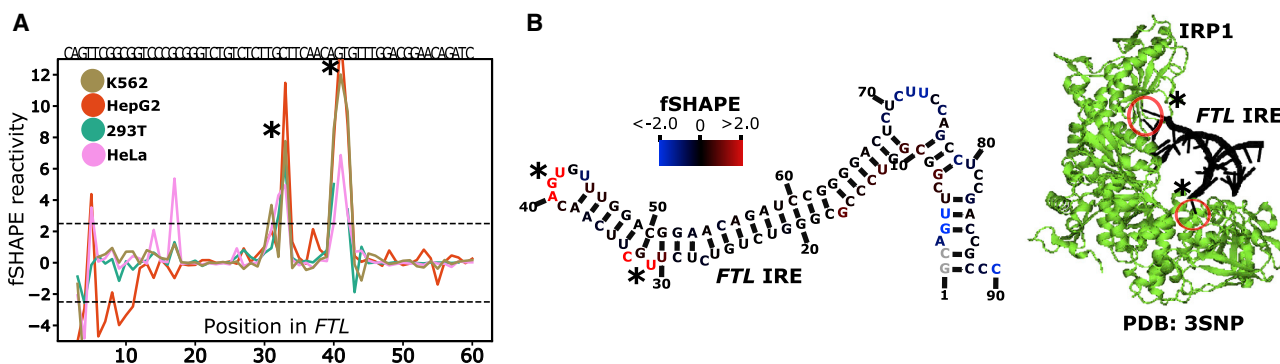 A
CAGTTCGGCGGTCCCGCGGGTCTGTCTCTTGCTTCAACAGTGTTTGGACGGAACAGATC
fSHAPE reactivity
12
10
8
6
4
2
0
−2
−4
K562
HepG2
293T
HeLa
*
*
Position in FTL
10
20
30
40
50
60
B
fSHAPE
<-2.0
0
>2.0
*
*
40
50
60
70
80
30
20
10
1
90
FTL IRE
IRP1
*
FTL IRE
*
PDB: 3SNP